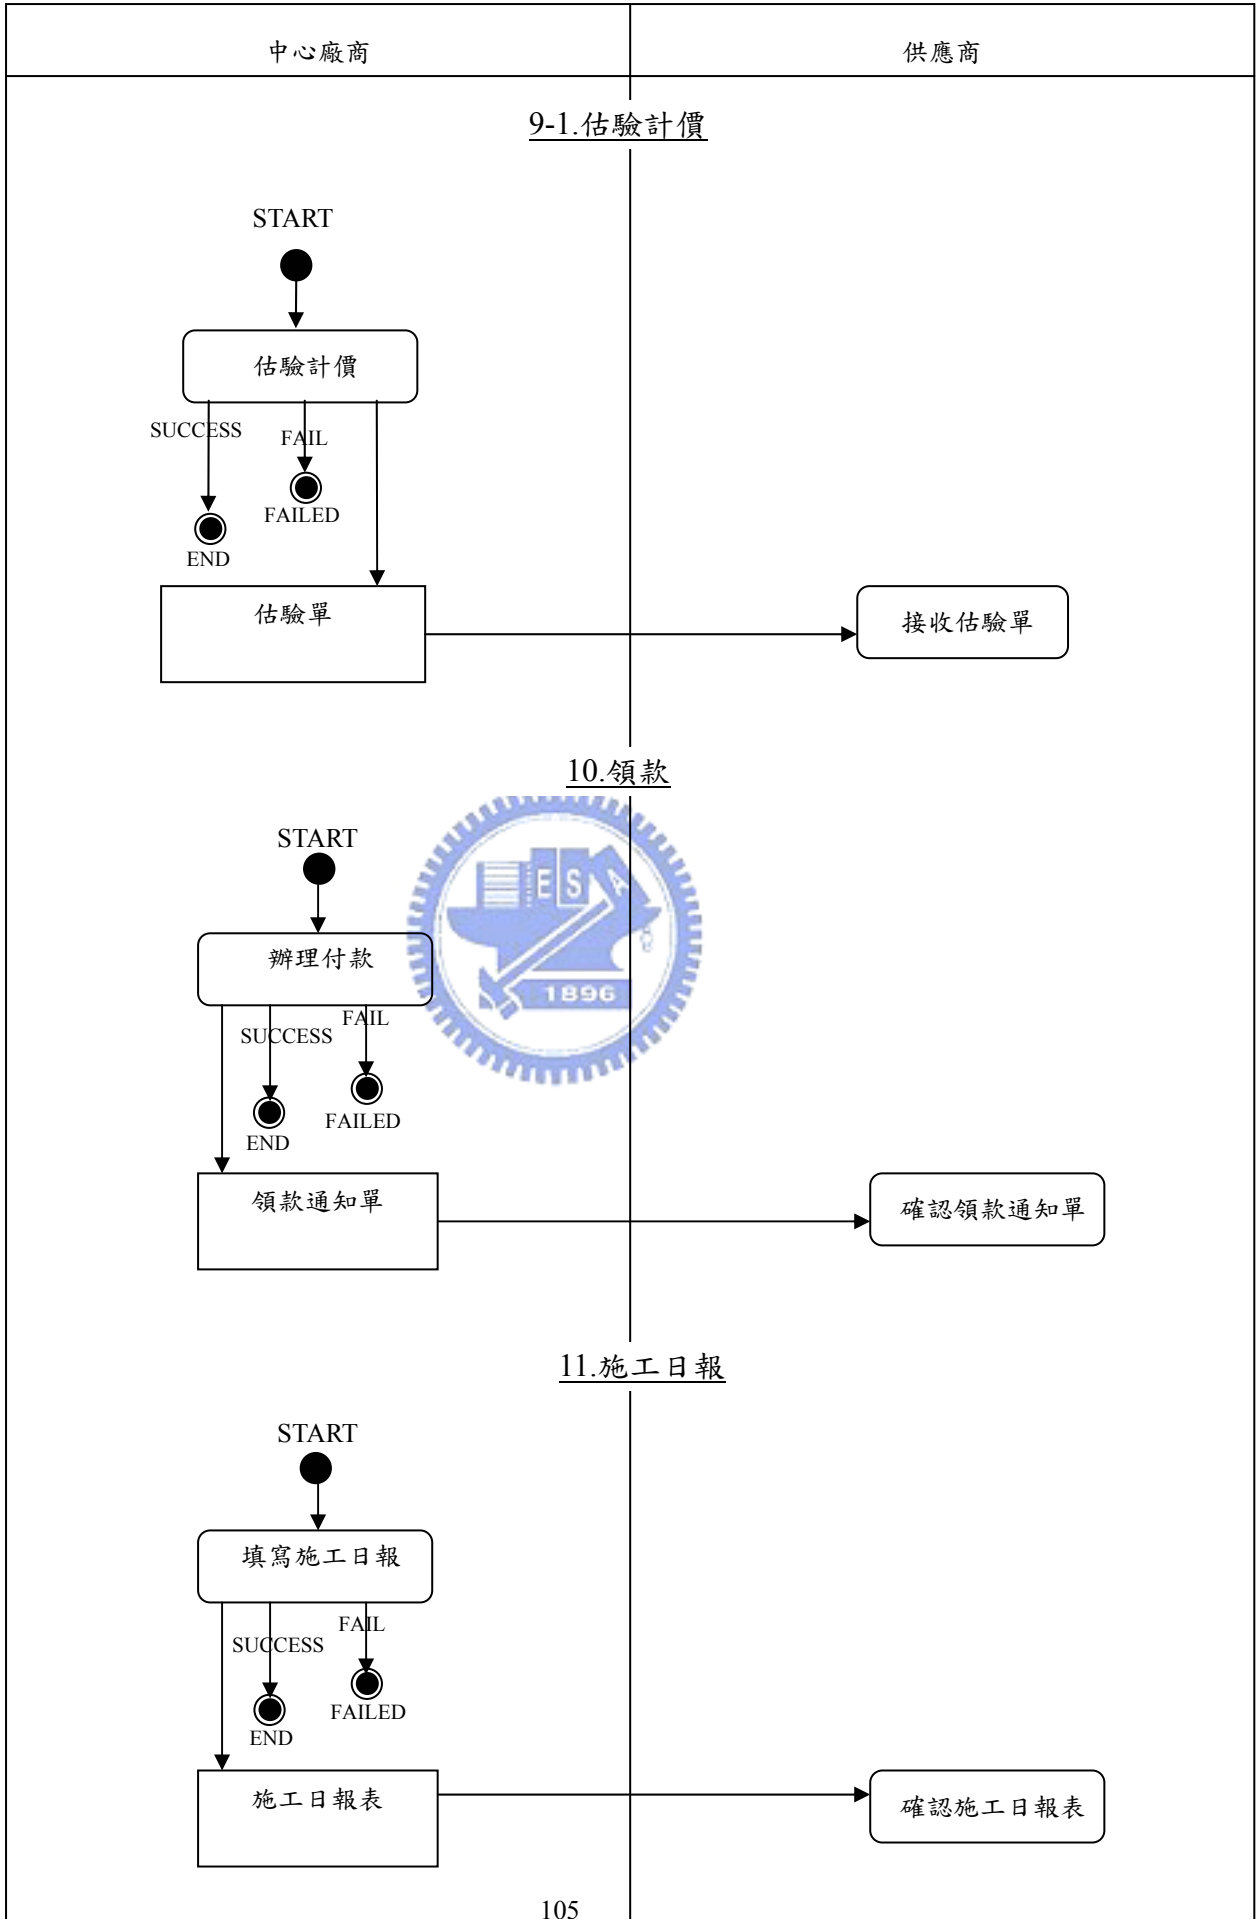 中心廠商
供應商
9-1.估驗計價
START
估驗計價
SUCCESS
FAIL
FAILED
END
估驗單
接收估驗單
10.領款
START
ESA
辦理付款
1896
FAIL
SUCCESS
FAILED
END
領款通知單
確認領款通知單
11.施工日報
START
填寫施工日報
FAIL
SUCCESS
FAILED
END
施工日報表
確認施工日報表
105